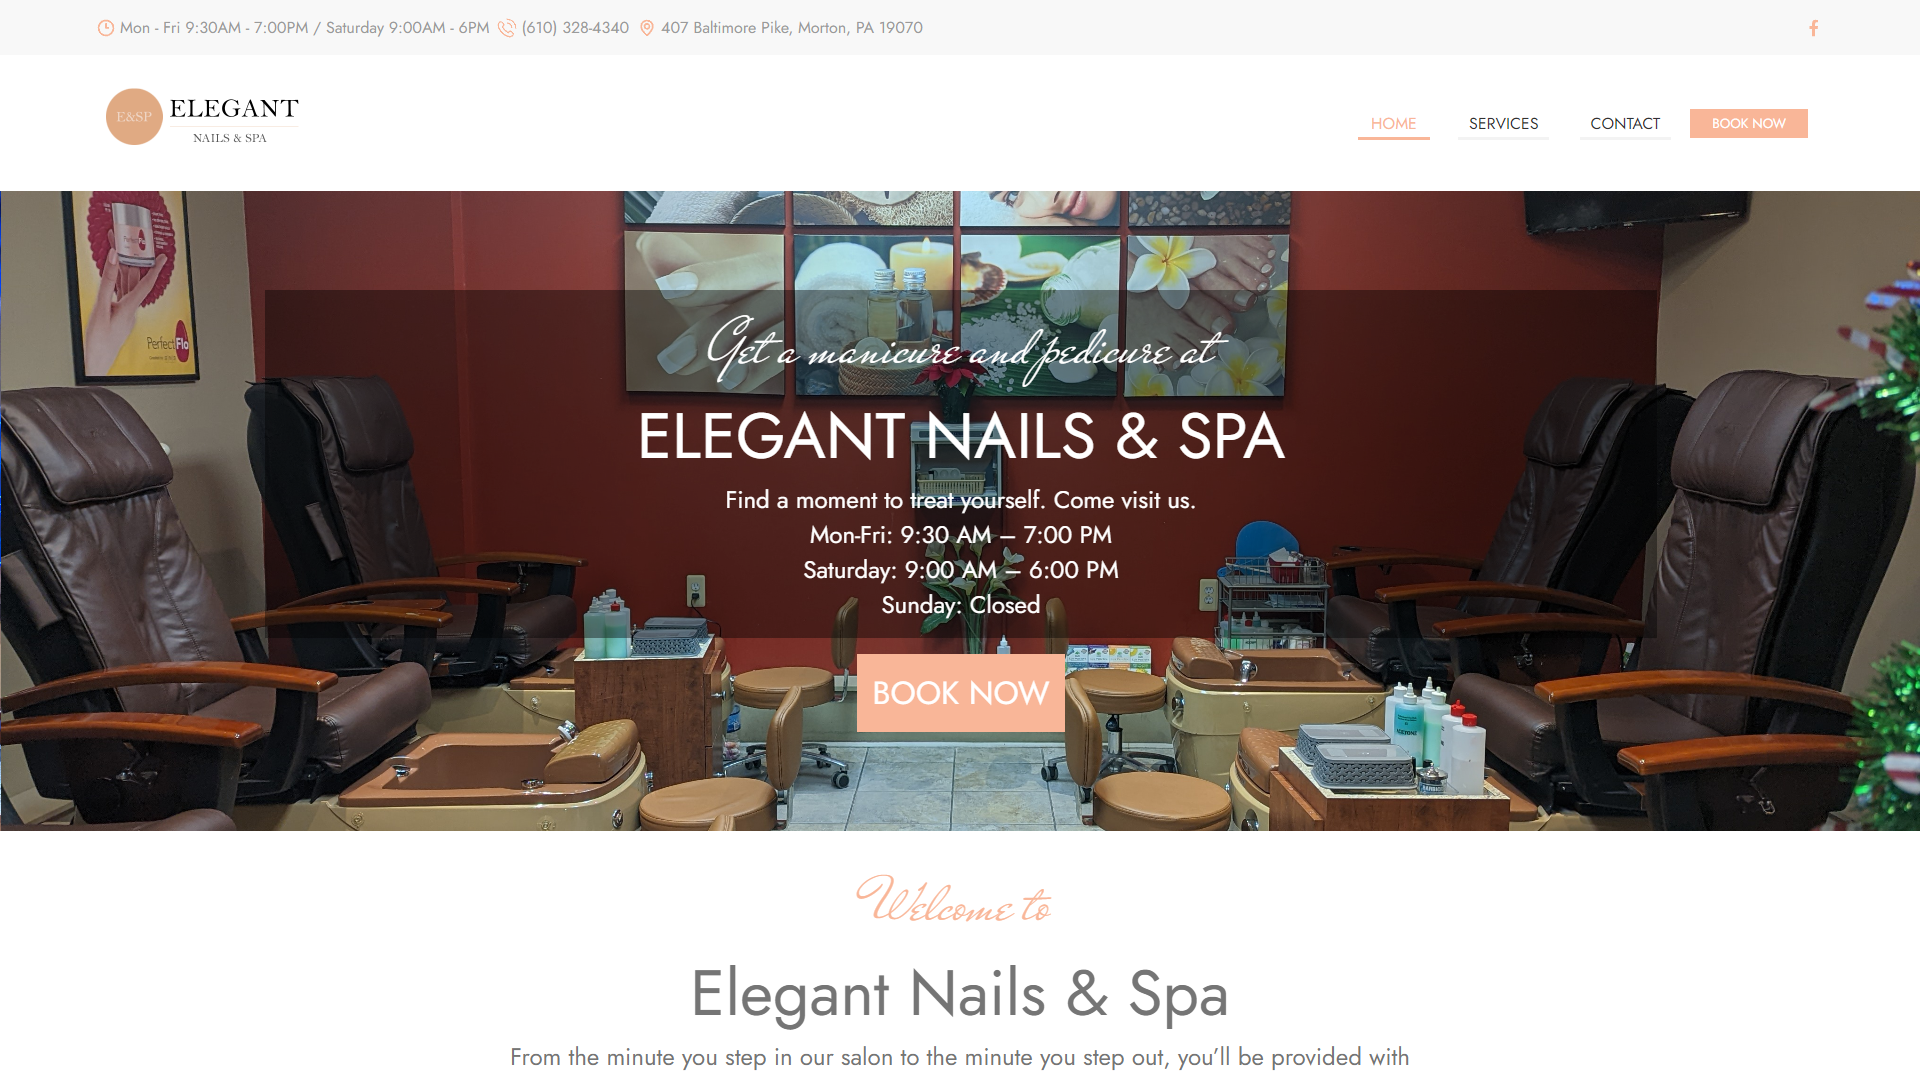 Mon - Fri 9:30AM - 7:00PM / Saturday 9:00AM - 6PM (610) 328-4340 407 Baltimore Pike, Morton, PA 19070
E&SP ELEGANT
NAILS & SPA
HOME SERVICES CONTACT BOOK NOW
PerfectFlo
Get a manicure and pedicure at
ELEGANT NAILS & SPA
Find a moment to treat yourself. Come visit us.
Mon-Fri: 9:30 AM – 7:00 PM
Saturday: 9:00 AM – 6:00 PM
Sunday: Closed
BOOK NOW
ACETONE
Welcome to
Elegant Nails & Spa
From the minute you step in our salon to the minute you step out, you’ll be provided with